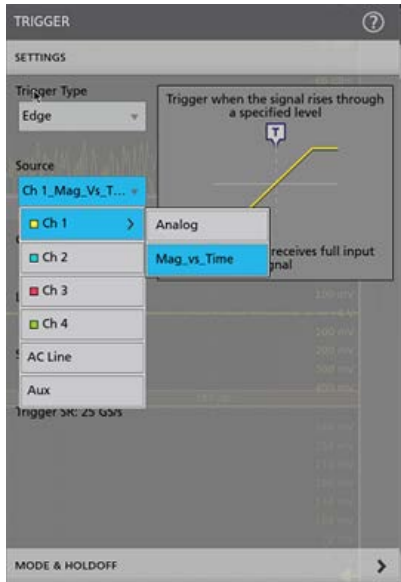 TRIGGER
?
SETTINGS
Trigger Type
Edge
Trigger when the signal rises through
a specified level
T
Source
Ch 1_Mag_Vs_T...
Ch 1
Analog
Ch 2
Mag_vs_Time
receives full input
Ch 3
Ch 4
AC Line
Aux
Trigger SR: 25 GS/s
MODE & HOLDOFF